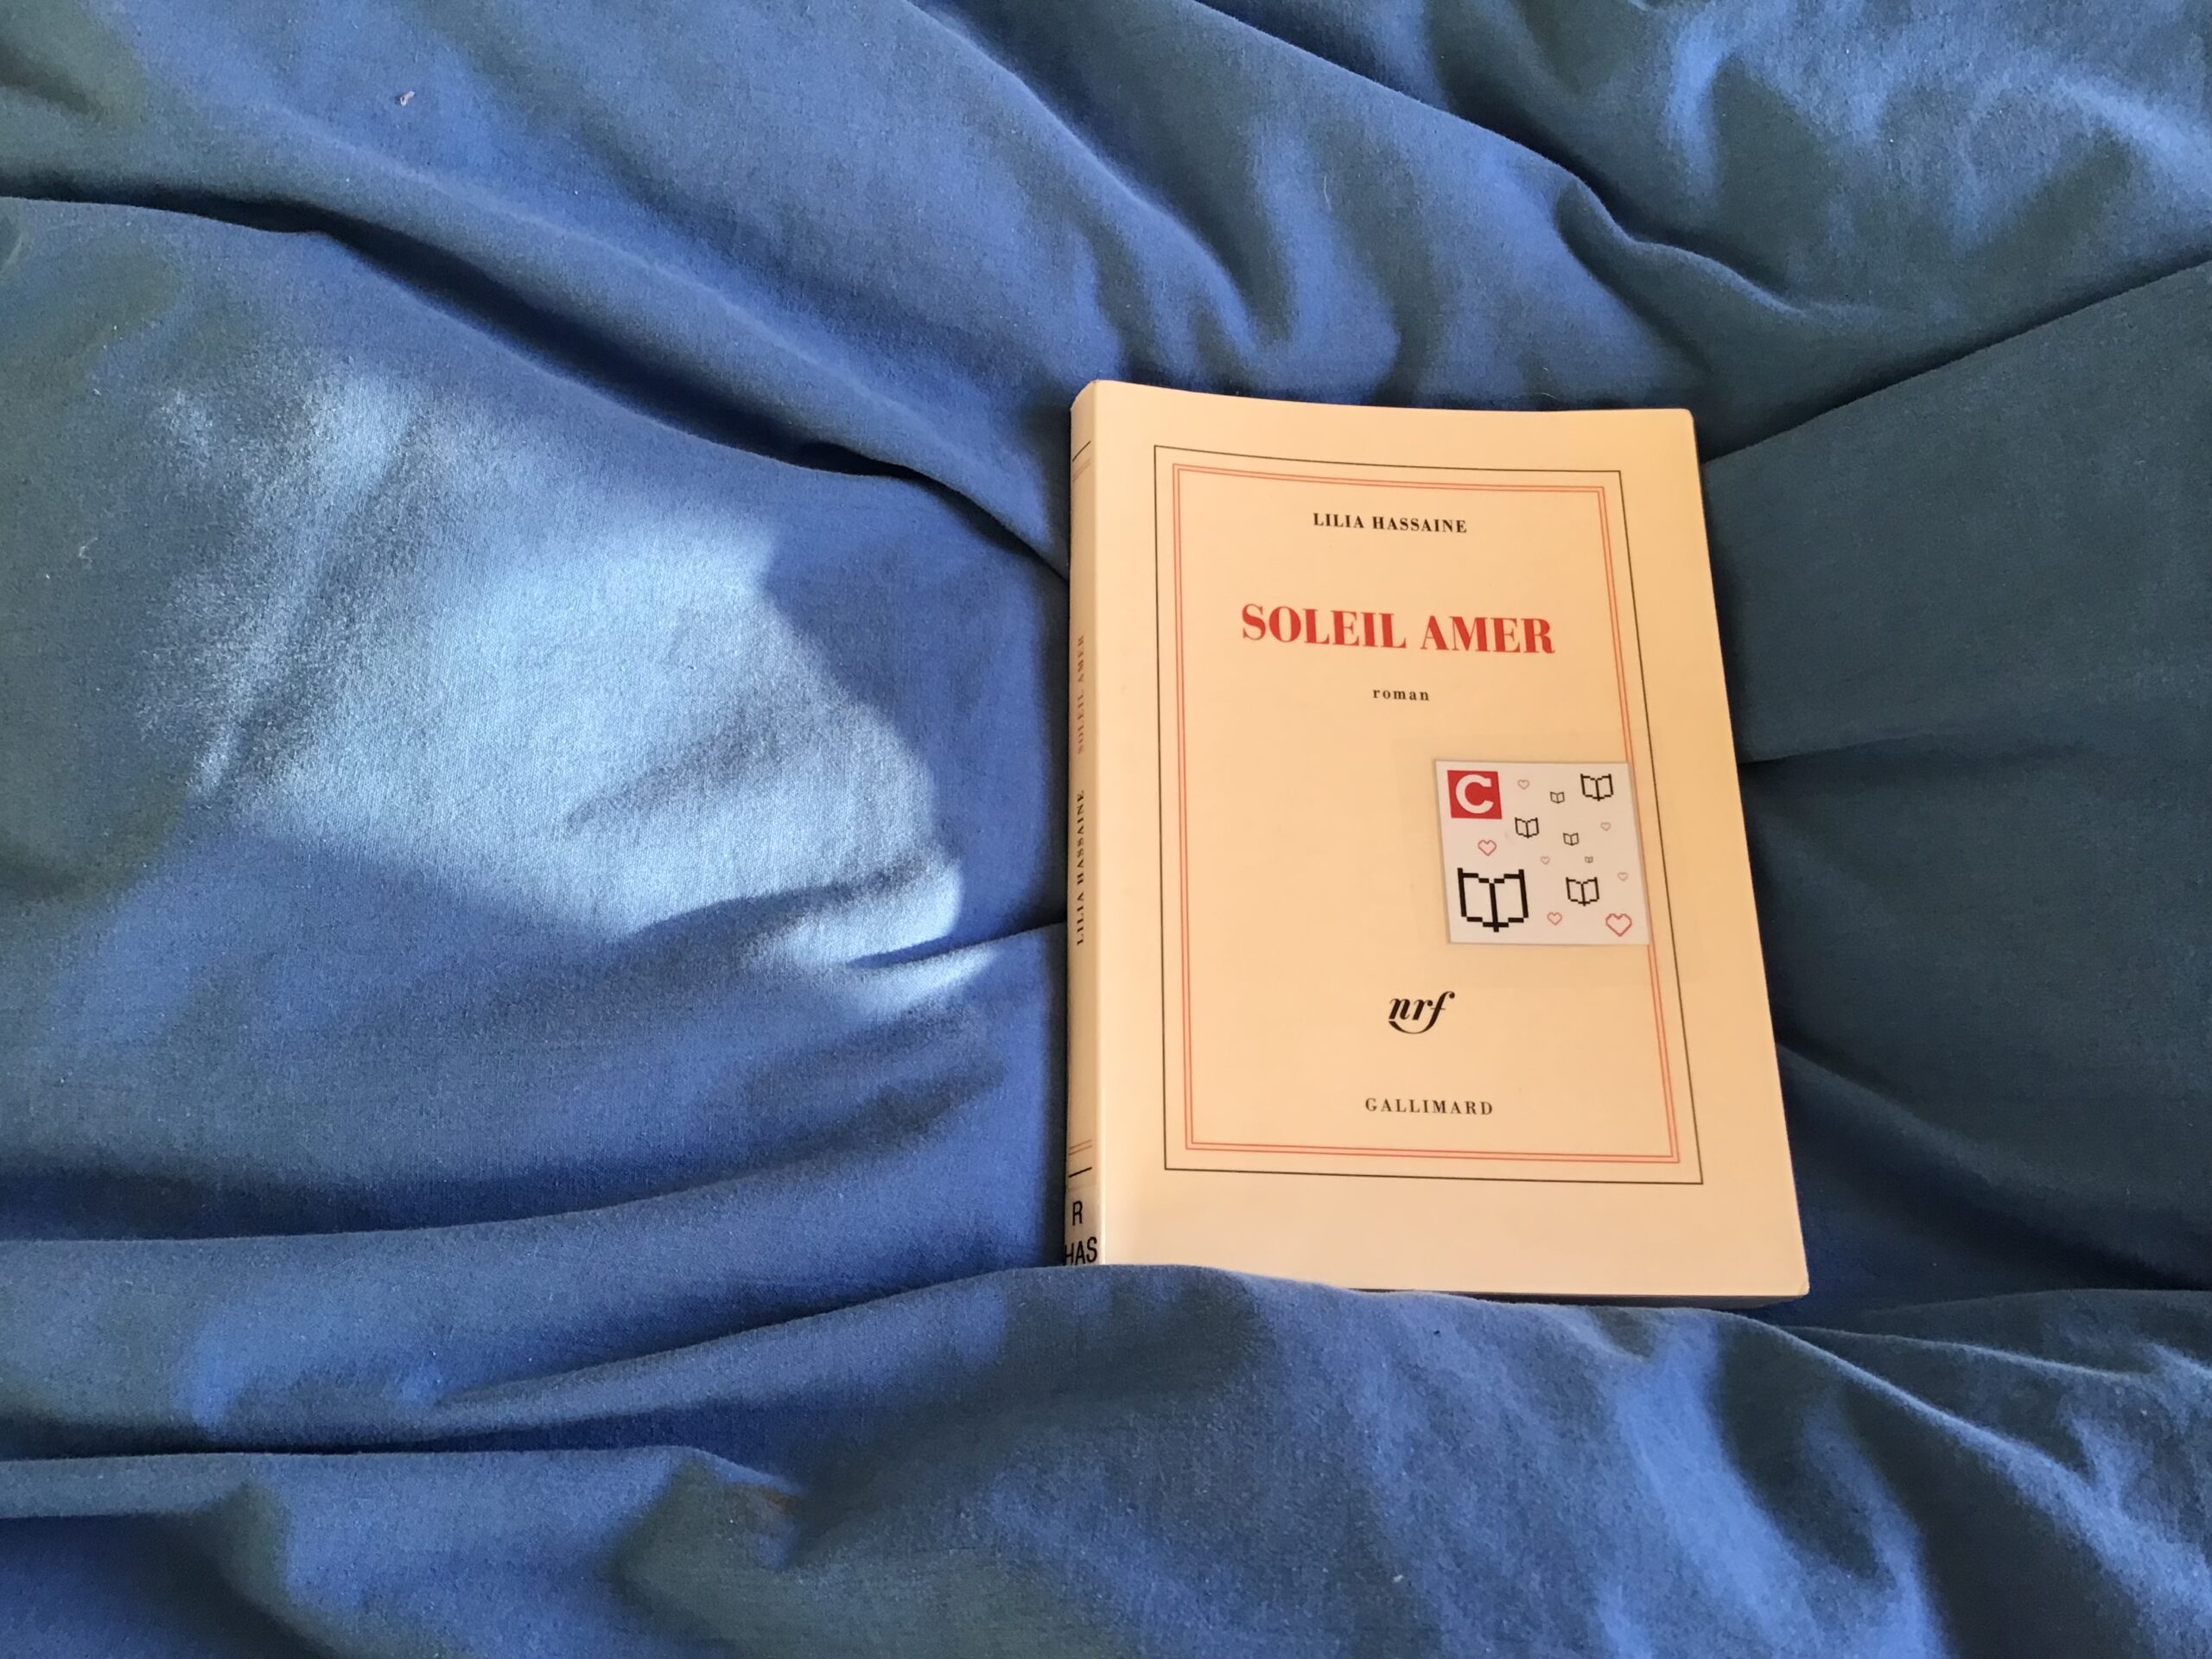 LILIA HASSAINE
SOLEIL AMER
roman
C
nrf
GALLIMARD
LILIA HASSAINE SOLEIL AMER
R
HAS